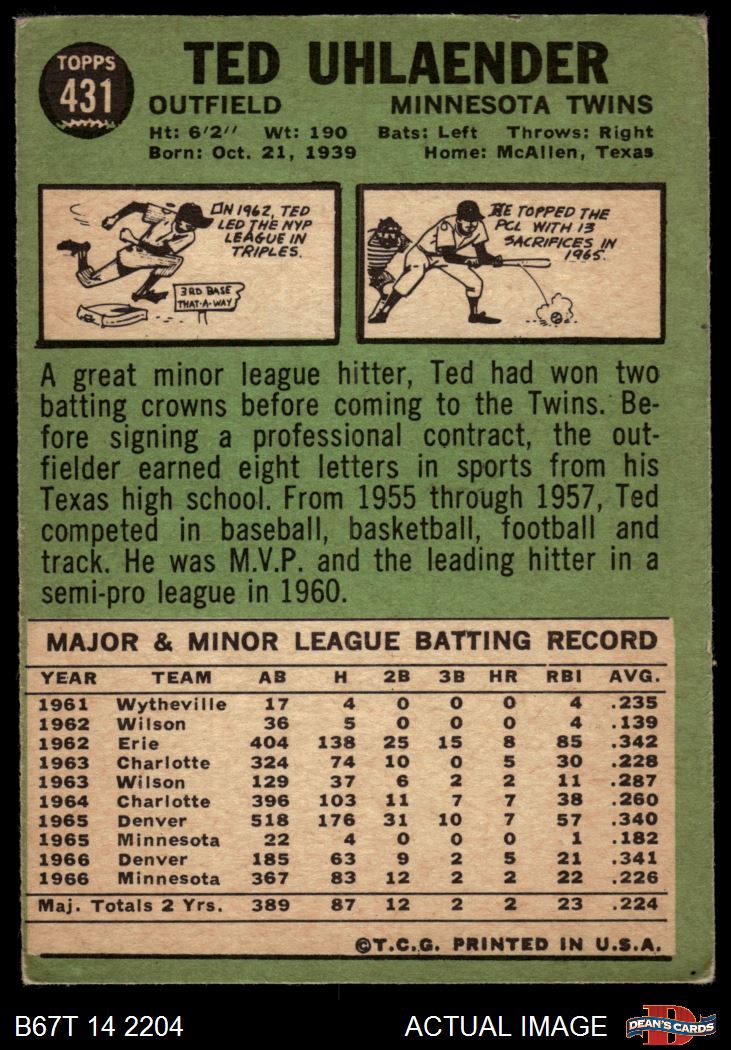 TOPPS
431
TED UHLAENDER
OUTFIELD MINNESOTA TWINS
Ht: 6'2" Wt: 190 Bats: Left Throws: Right
Born: Oct. 21, 1939 Home: McAllen, Texas
ON 1962, TED
LED THE NYP
LEAGUE IN
TRIPLES.
3RD BASE
THAT-A-WAY
HE TOPPED THE
PCL WITH 13
SACRIFICES IN
1965.
A great minor league hitter, Ted had won two
batting crowns before coming to the Twins. Be-
fore signing a professional contract, the out-
fielder earned eight letters in sports from his
Texas high school. From 1955 through 1957, Ted
competed in baseball, basketball, football and
track. He was M.V.P. and the leading hitter in a
semi-pro league in 1960.
MAJOR & MINOR LEAGUE BATTING RECORD
YEAR TEAM AB H 2B 3B HR RBI AVG.
1961 Wytheville 17 4 0 0 0 4 .235
1962 Wilson 36 5 0 0 0 4 .139
1962 Erie 404 138 25 15 8 85 .342
1963 Charlotte 324 74 10 0 5 30 .228
1963 Wilson 129 37 6 2 2 11 .287
1964 Charlotte 396 103 11 7 7 38 .260
1965 Denver 518 176 31 10 7 57 .340
1965 Minnesota 22 4 0 0 0 1 .182
1966 Denver 185 63 9 2 5 21 .341
1966 Minnesota 367 83 12 2 2 22 .226
Maj. Totals 2 Yrs. 389 87 12 2 2 23 .224
©T.C.G. PRINTED IN U.S.A.
B67T 14 2204 ACTUAL IMAGE
D
DEAN'S CARDS